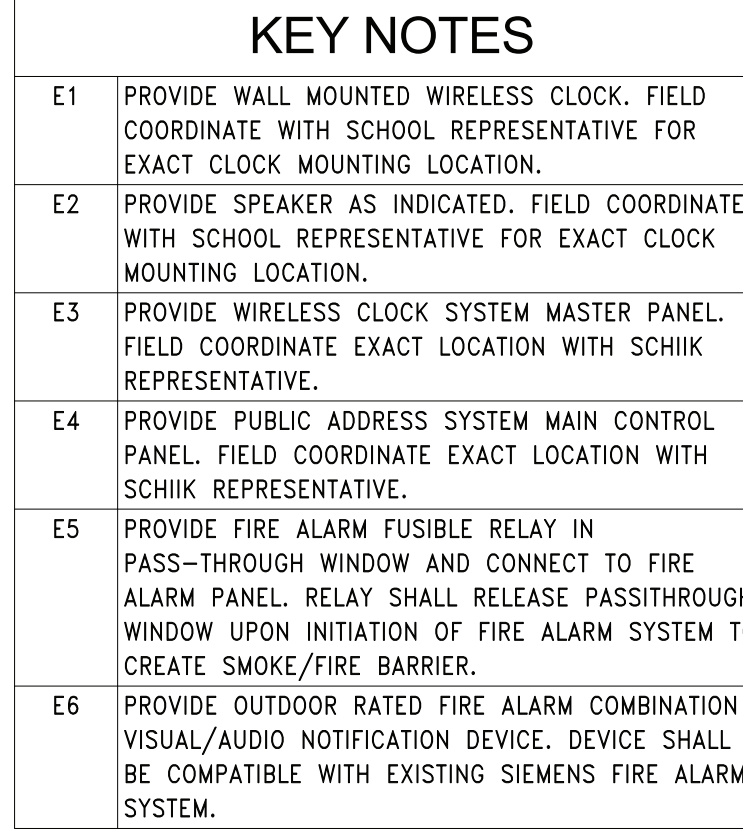 KEY NOTES
E1 PROVIDE WALL MOUNTED WIRELESS CLOCK. FIELD
COORDINATE WITH SCHOOL REPRESENTATIVE FOR
EXACT CLOCK MOUNTING LOCATION.
E2 PROVIDE SPEAKER AS INDICATED. FIELD COORDINATE
WITH SCHOOL REPRESENTATIVE FOR EXACT CLOCK
MOUNTING LOCATION.
E3 PROVIDE WIRELESS CLOCK SYSTEM MASTER PANEL.
FIELD COORDINATE EXACT LOCATION WITH SCHIIK
REPRESENTATIVE.
E4 PROVIDE PUBLIC ADDRESS SYSTEM MAIN CONTROL
PANEL. FIELD COORDINATE EXACT LOCATION WITH
SCHIIK REPRESENTATIVE.
E5 PROVIDE FIRE ALARM FUSIBLE RELAY IN
PASS-THROUGH WINDOW AND CONNECT TO FIRE
ALARM PANEL. RELAY SHALL RELEASE PASSITHROUGH
WINDOW UPON INITIATION OF FIRE ALARM SYSTEM TO
CREATE SMOKE/FIRE BARRIER.
E6 PROVIDE OUTDOOR RATED FIRE ALARM COMBINATION
VISUAL/AUDIO NOTIFICATION DEVICE. DEVICE SHALL
BE COMPATIBLE WITH EXISTING SIEMENS FIRE ALARM
SYSTEM.